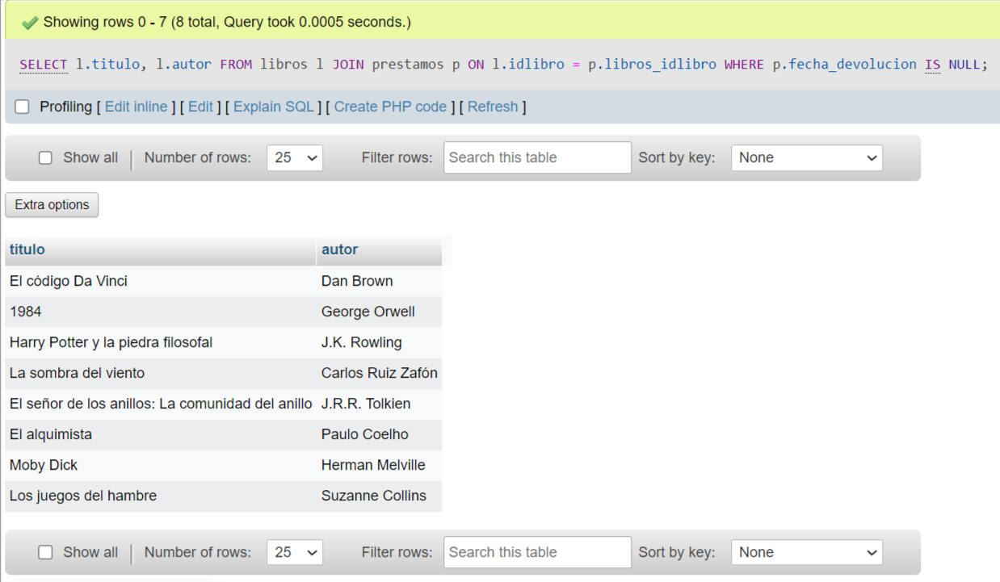 Showing rows 0 - 7 (8 total, Query took 0.0005 seconds.)
SELECT l.titulo, l.autor FROM libros l JOIN prestamos p ON l.idlibro = p.libros_idlibro WHERE p.fecha_devolucion IS NULL;
Profiling [ Edit inline ] [ Edit ] [ Explain SQL ] [ Create PHP code ] [ Refresh ]
Show all | Number of rows: 25 Filter rows: Search this table Sort by key: None
Extra options
titulo autor
El código Da Vinci Dan Brown
1984 George Orwell
Harry Potter y la piedra filosofal J.K. Rowling
La sombra del viento Carlos Ruiz Zafón
El señor de los anillos: La comunidad del anillo J.R.R. Tolkien
El alquimista Paulo Coelho
Moby Dick Herman Melville
Los juegos del hambre Suzanne Collins
Show all | Number of rows: 25 Filter rows: Search this table Sort by key: None